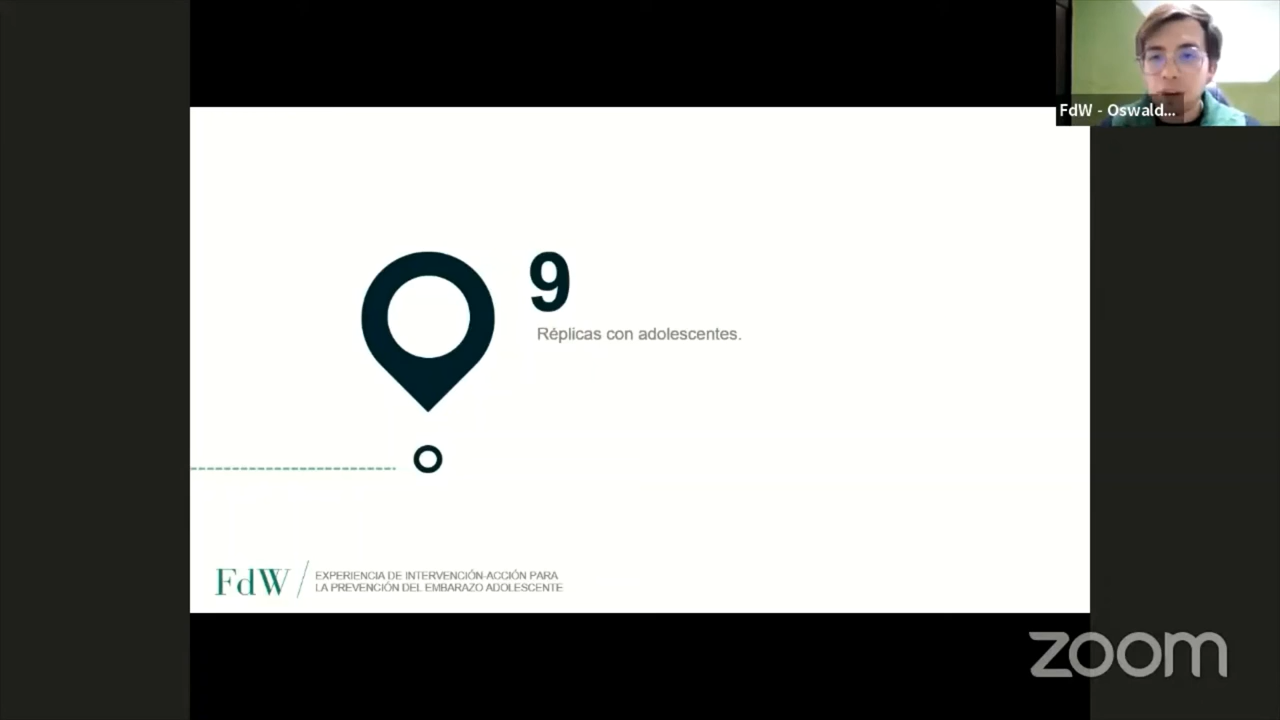 FdW - Oswald...
9
Réplicas con adolescentes.
FdW
EXPERIENCIA DE INTERVENCIÓN-ACCIÓN PARA
LA PREVENCIÓN DEL EMBARAZO ADOLESCENTE
zoom